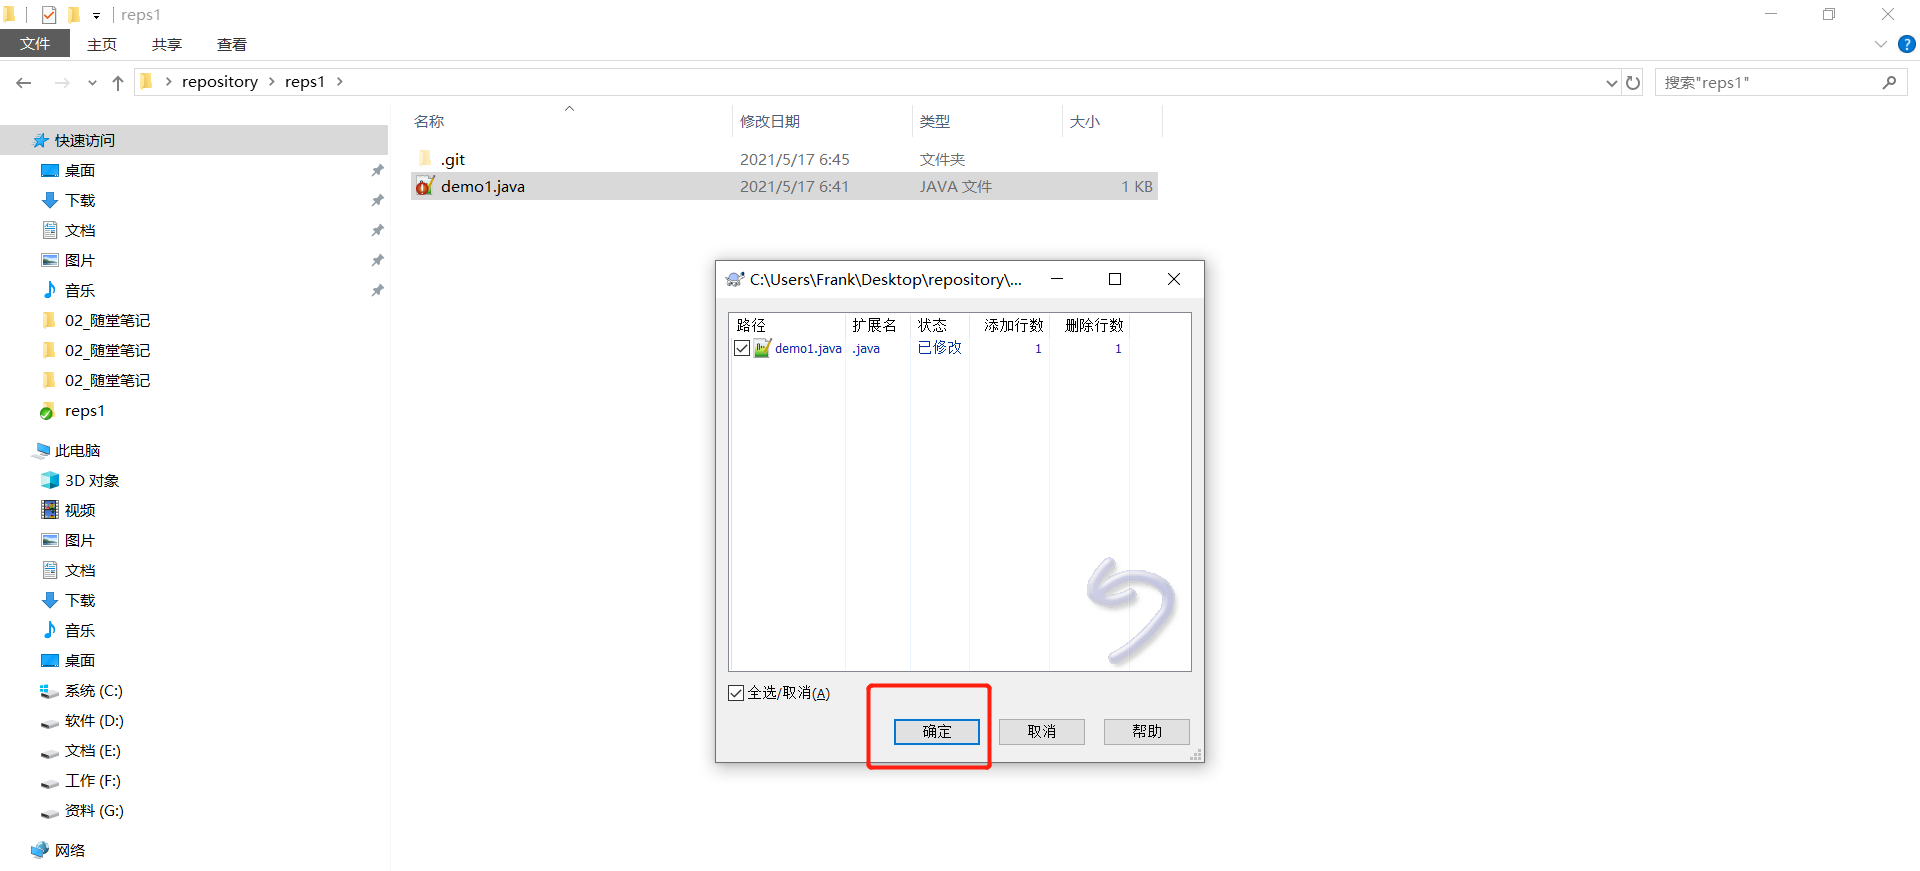 reps1
文件 主页 共享 查看
repository reps1 搜索"reps1"
名称 修改日期 类型 大小
.git 2021/5/17 6:45 文件夹
demo1.java 2021/5/17 6:41 JAVA 文件 1 KB
快速访问
桌面
下载
文档
图片
音乐
02_随堂笔记
02_随堂笔记
02_随堂笔记
reps1
此电脑
3D 对象
视频
图片
文档
下载
音乐
桌面
系统 (C:)
软件 (D:)
文档 (E:)
工作 (F:)
资料 (G:)
网络
C:\Users\Frank\Desktop\repository\...
路径 扩展名 状态 添加行数 删除行数
demo1.java .java 已修改 1 1
全选/取消(A)
确定 取消 帮助